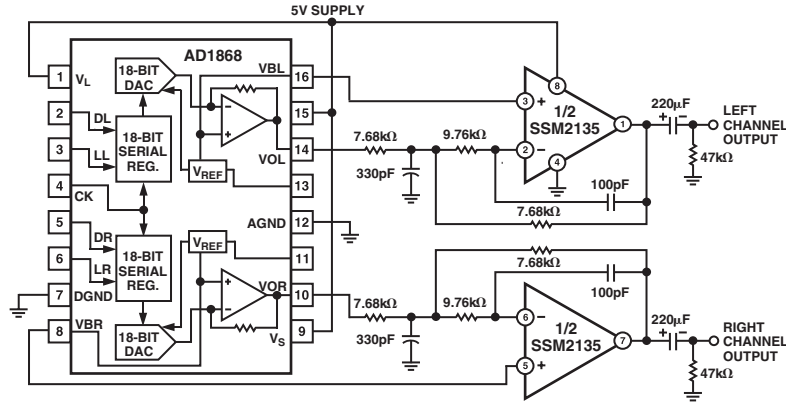 5V SUPPLY
AD1868
1
V_L
18-BIT
DAC
VBL
16
8
3
+
1/2
SSM2135
1
220µF
+ −
LEFT
CHANNEL
OUTPUT
2
DL
18-BIT
SERIAL
REG.
−
+
15
3
LL
VOL
14
7.68kΩ
9.76kΩ
2
−
4
47kΩ
330pF
100pF
4
CK
V_REF
13
7.68kΩ
5
DR
AGND
12
6
LR
18-BIT
SERIAL
REG.
V_REF
11
7.68kΩ
7
DGND
+
−
VOR
10
7.68kΩ
9.76kΩ
100pF
8
VBR
18-BIT
DAC
V_S
9
330pF
6
−
1/2
SSM2135
7
5
+
220µF
+ −
RIGHT
CHANNEL
OUTPUT
47kΩ